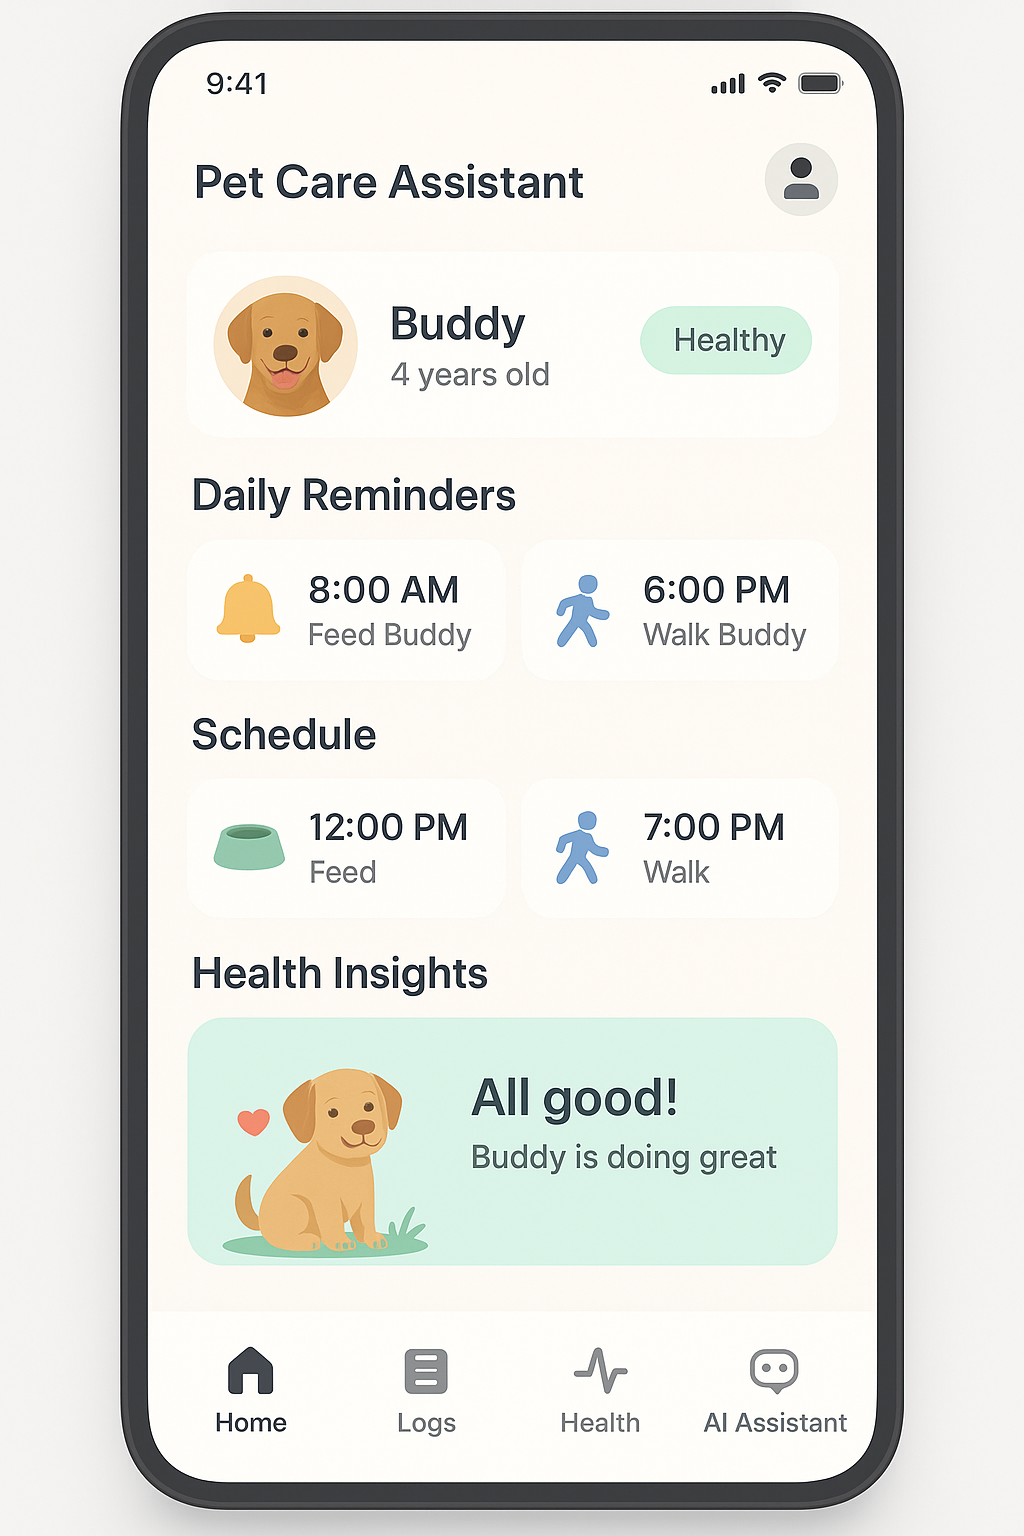 9:41
Pet Care Assistant
Buddy
4 years old
Healthy
Daily Reminders
8:00 AM
Feed Buddy
6:00 PM
Walk Buddy
Schedule
12:00 PM
Feed
7:00 PM
Walk
Health Insights
All good!
Buddy is doing great
Home
Logs
Health
AI Assistant